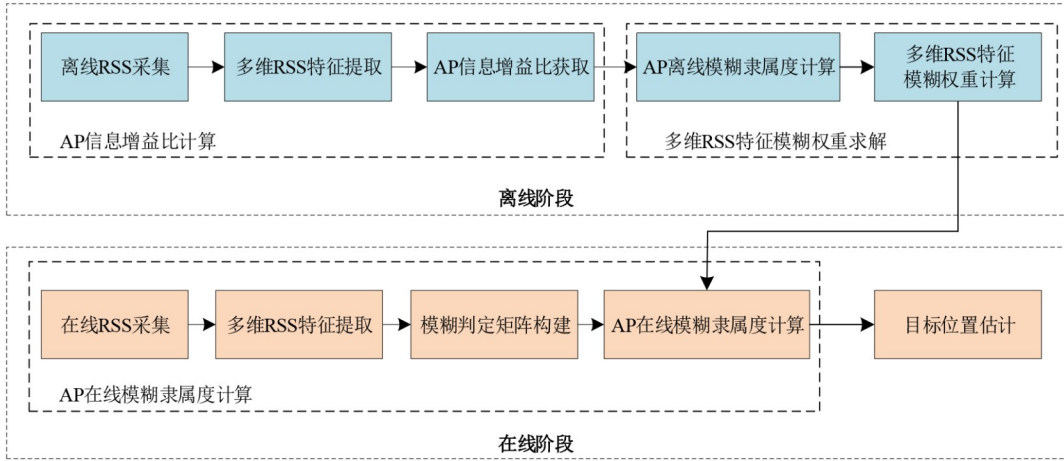 离线RSS采集
多维RSS特征提取
AP信息增益比获取
AP离线模糊隶属度计算
多维RSS特征
模糊权重计算
AP信息增益比计算
多维RSS特征模糊权重求解
离线阶段
在线RSS采集
多维RSS特征提取
模糊判定矩阵构建
AP在线模糊隶属度计算
目标位置估计
AP在线模糊隶属度计算
在线阶段